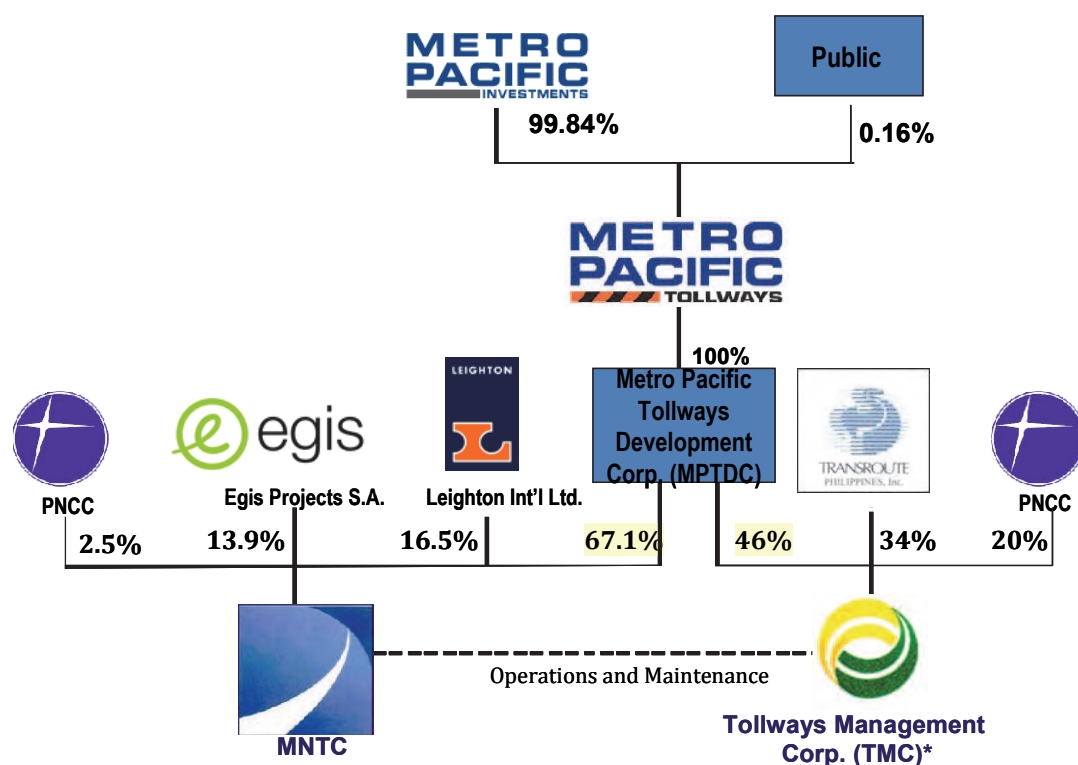 METRO
PACIFIC
INVESTMENTS
Public
99.84%
0.16%
METRO
PACIFIC
TOLLWAYS
100%
LEIGHTON
Metro Pacific
Tollways
Development
Corp. (MPTDC)
TRANSROUTE
PHILIPPINES, Inc.
egis
PNCC
Egis Projects S.A.
Leighton Int'l Ltd.
PNCC
2.5%
13.9%
16.5%
67.1%
46%
34%
20%
Operations and Maintenance
MNTC
Tollways Management
Corp. (TMC)*